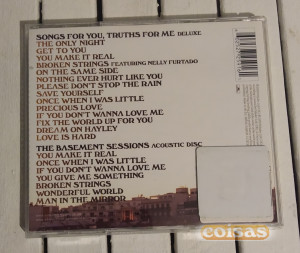 SONGS FOR YOU, TRUTHS FOR ME DELUXE
THE ONLY NIGHT
GET TO YOU
YOU MAKE IT REAL
BROKEN STRINGS FEATURING NELLY FURTADO
ON THE SAME SIDE
NOTHING EVER HURT LIKE YOU
PLEASE DON'T STOP THE RAIN
SAVE YOURSELF
ONCE WHEN I WAS LITTLE
PRECIOUS LOVE
IF YOU DON'T WANNA LOVE ME
FIX THE WORLD UP FOR YOU
DREAM ON HAYLEY
LOVE IS HARD
THE BASEMENT SESSIONS ACOUSTIC DISC
YOU MAKE IT REAL
ONCE WHEN I WAS LITTLE
IF YOU DON'T WANNA LOVE ME
YOU GIVE ME SOMETHING
BROKEN STRINGS
WONDERFUL WORLD
MAN IN THE MIRROR
coisas